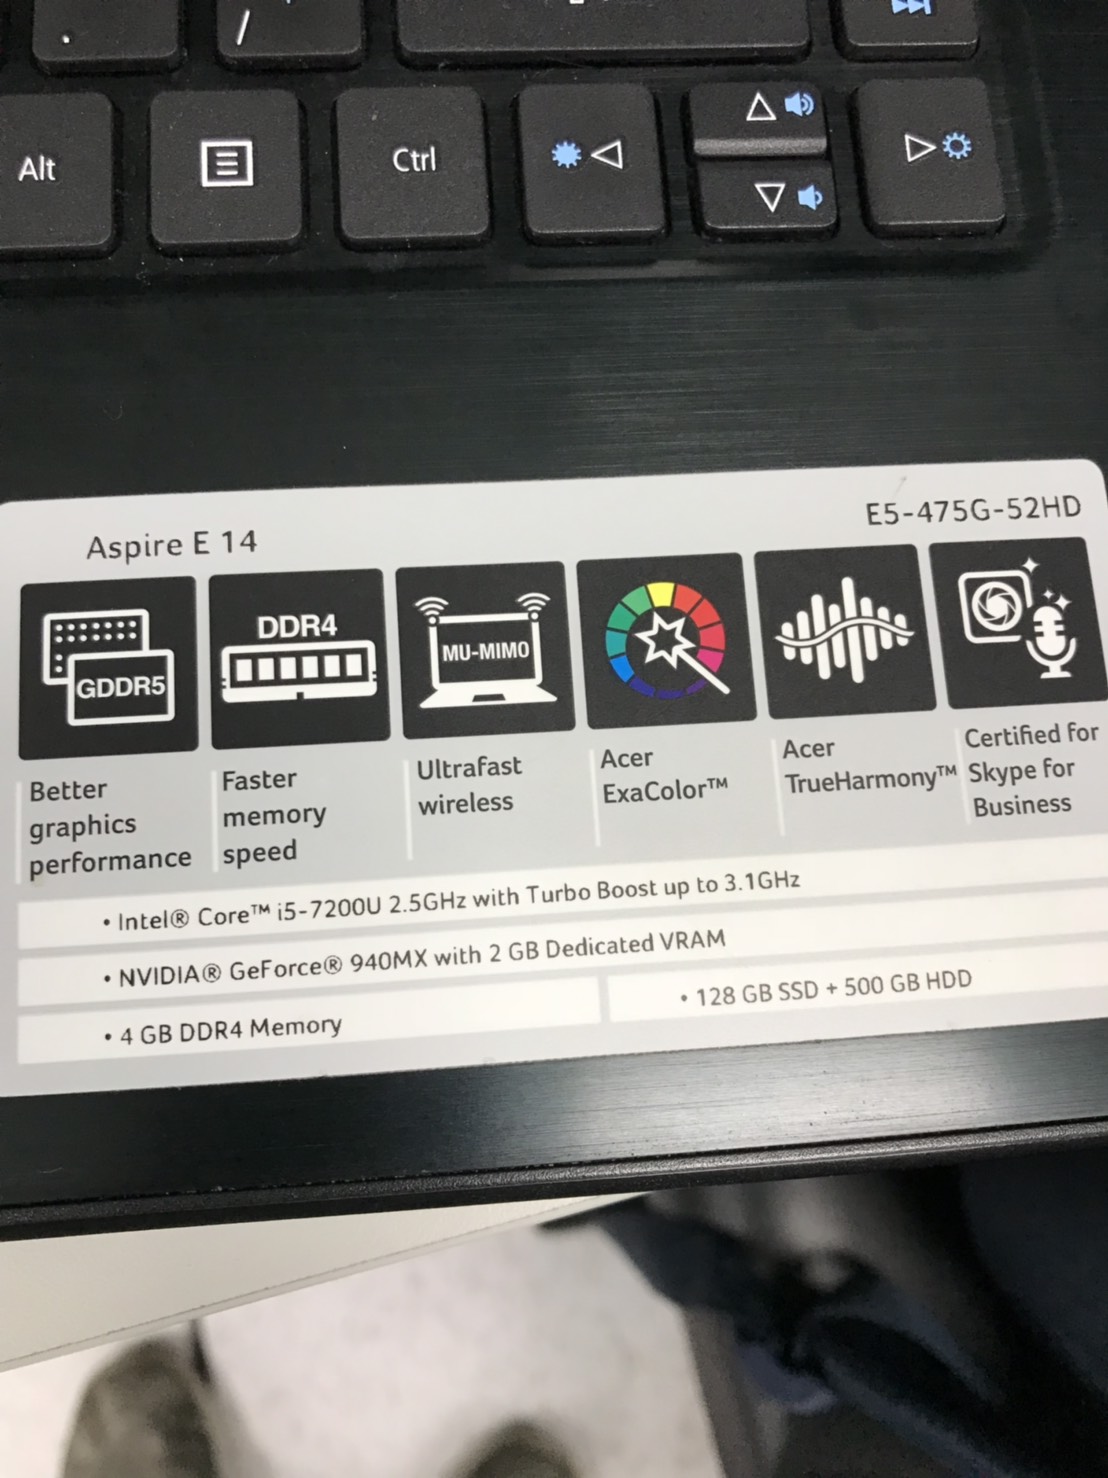 .
/
Alt
Ctrl
Aspire E 14
E5-475G-52HD
GDDR5
DDR4
MU-MIMO
Better
graphics
performance
Faster
memory
speed
Ultrafast
wireless
Acer
ExaColor™
Acer
TrueHarmony™
Certified for
Skype for
Business
• Intel® Core™ i5-7200U 2.5GHz with Turbo Boost up to 3.1GHz
• NVIDIA® GeForce® 940MX with 2 GB Dedicated VRAM
• 4 GB DDR4 Memory
• 128 GB SSD + 500 GB HDD